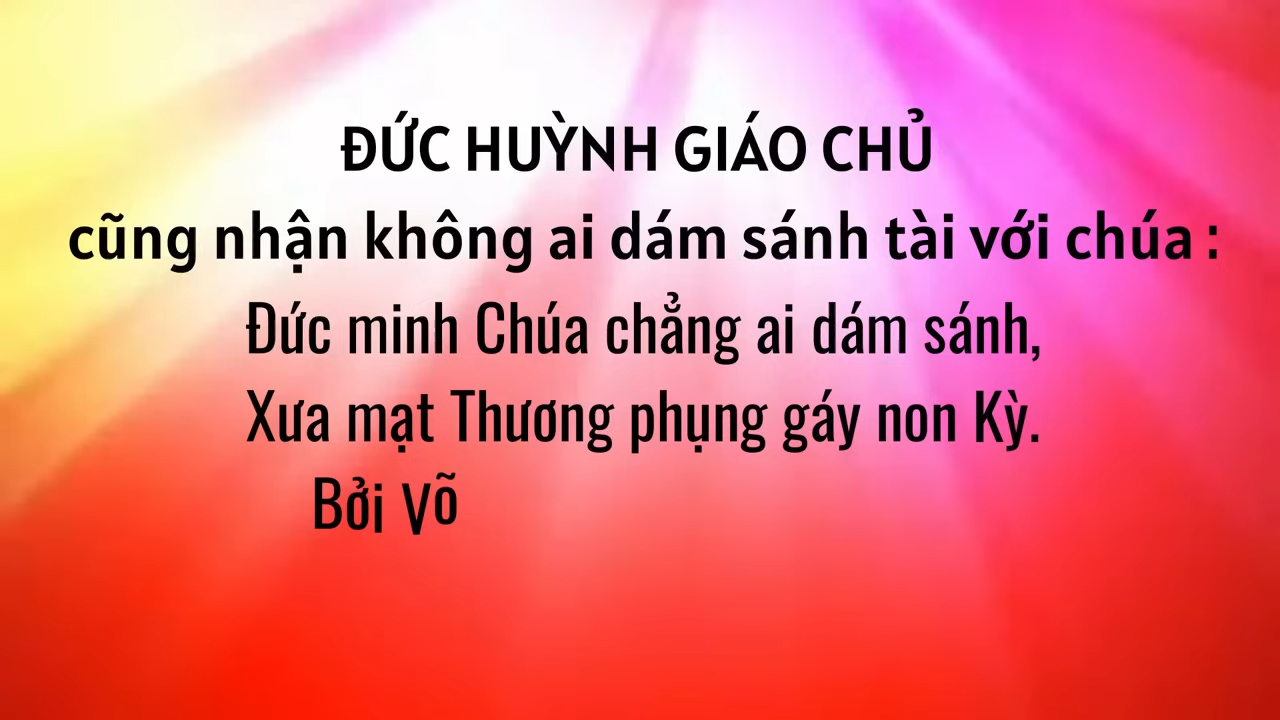 ĐỨC HUỲNH GIÁO CHỦ
cũng nhận không ai dám sánh tài với chúa :
Đức minh Chúa chẳng ai dám sánh,
Xưa mạt Thương phụng gáy non Kỳ.
Bởi Võ